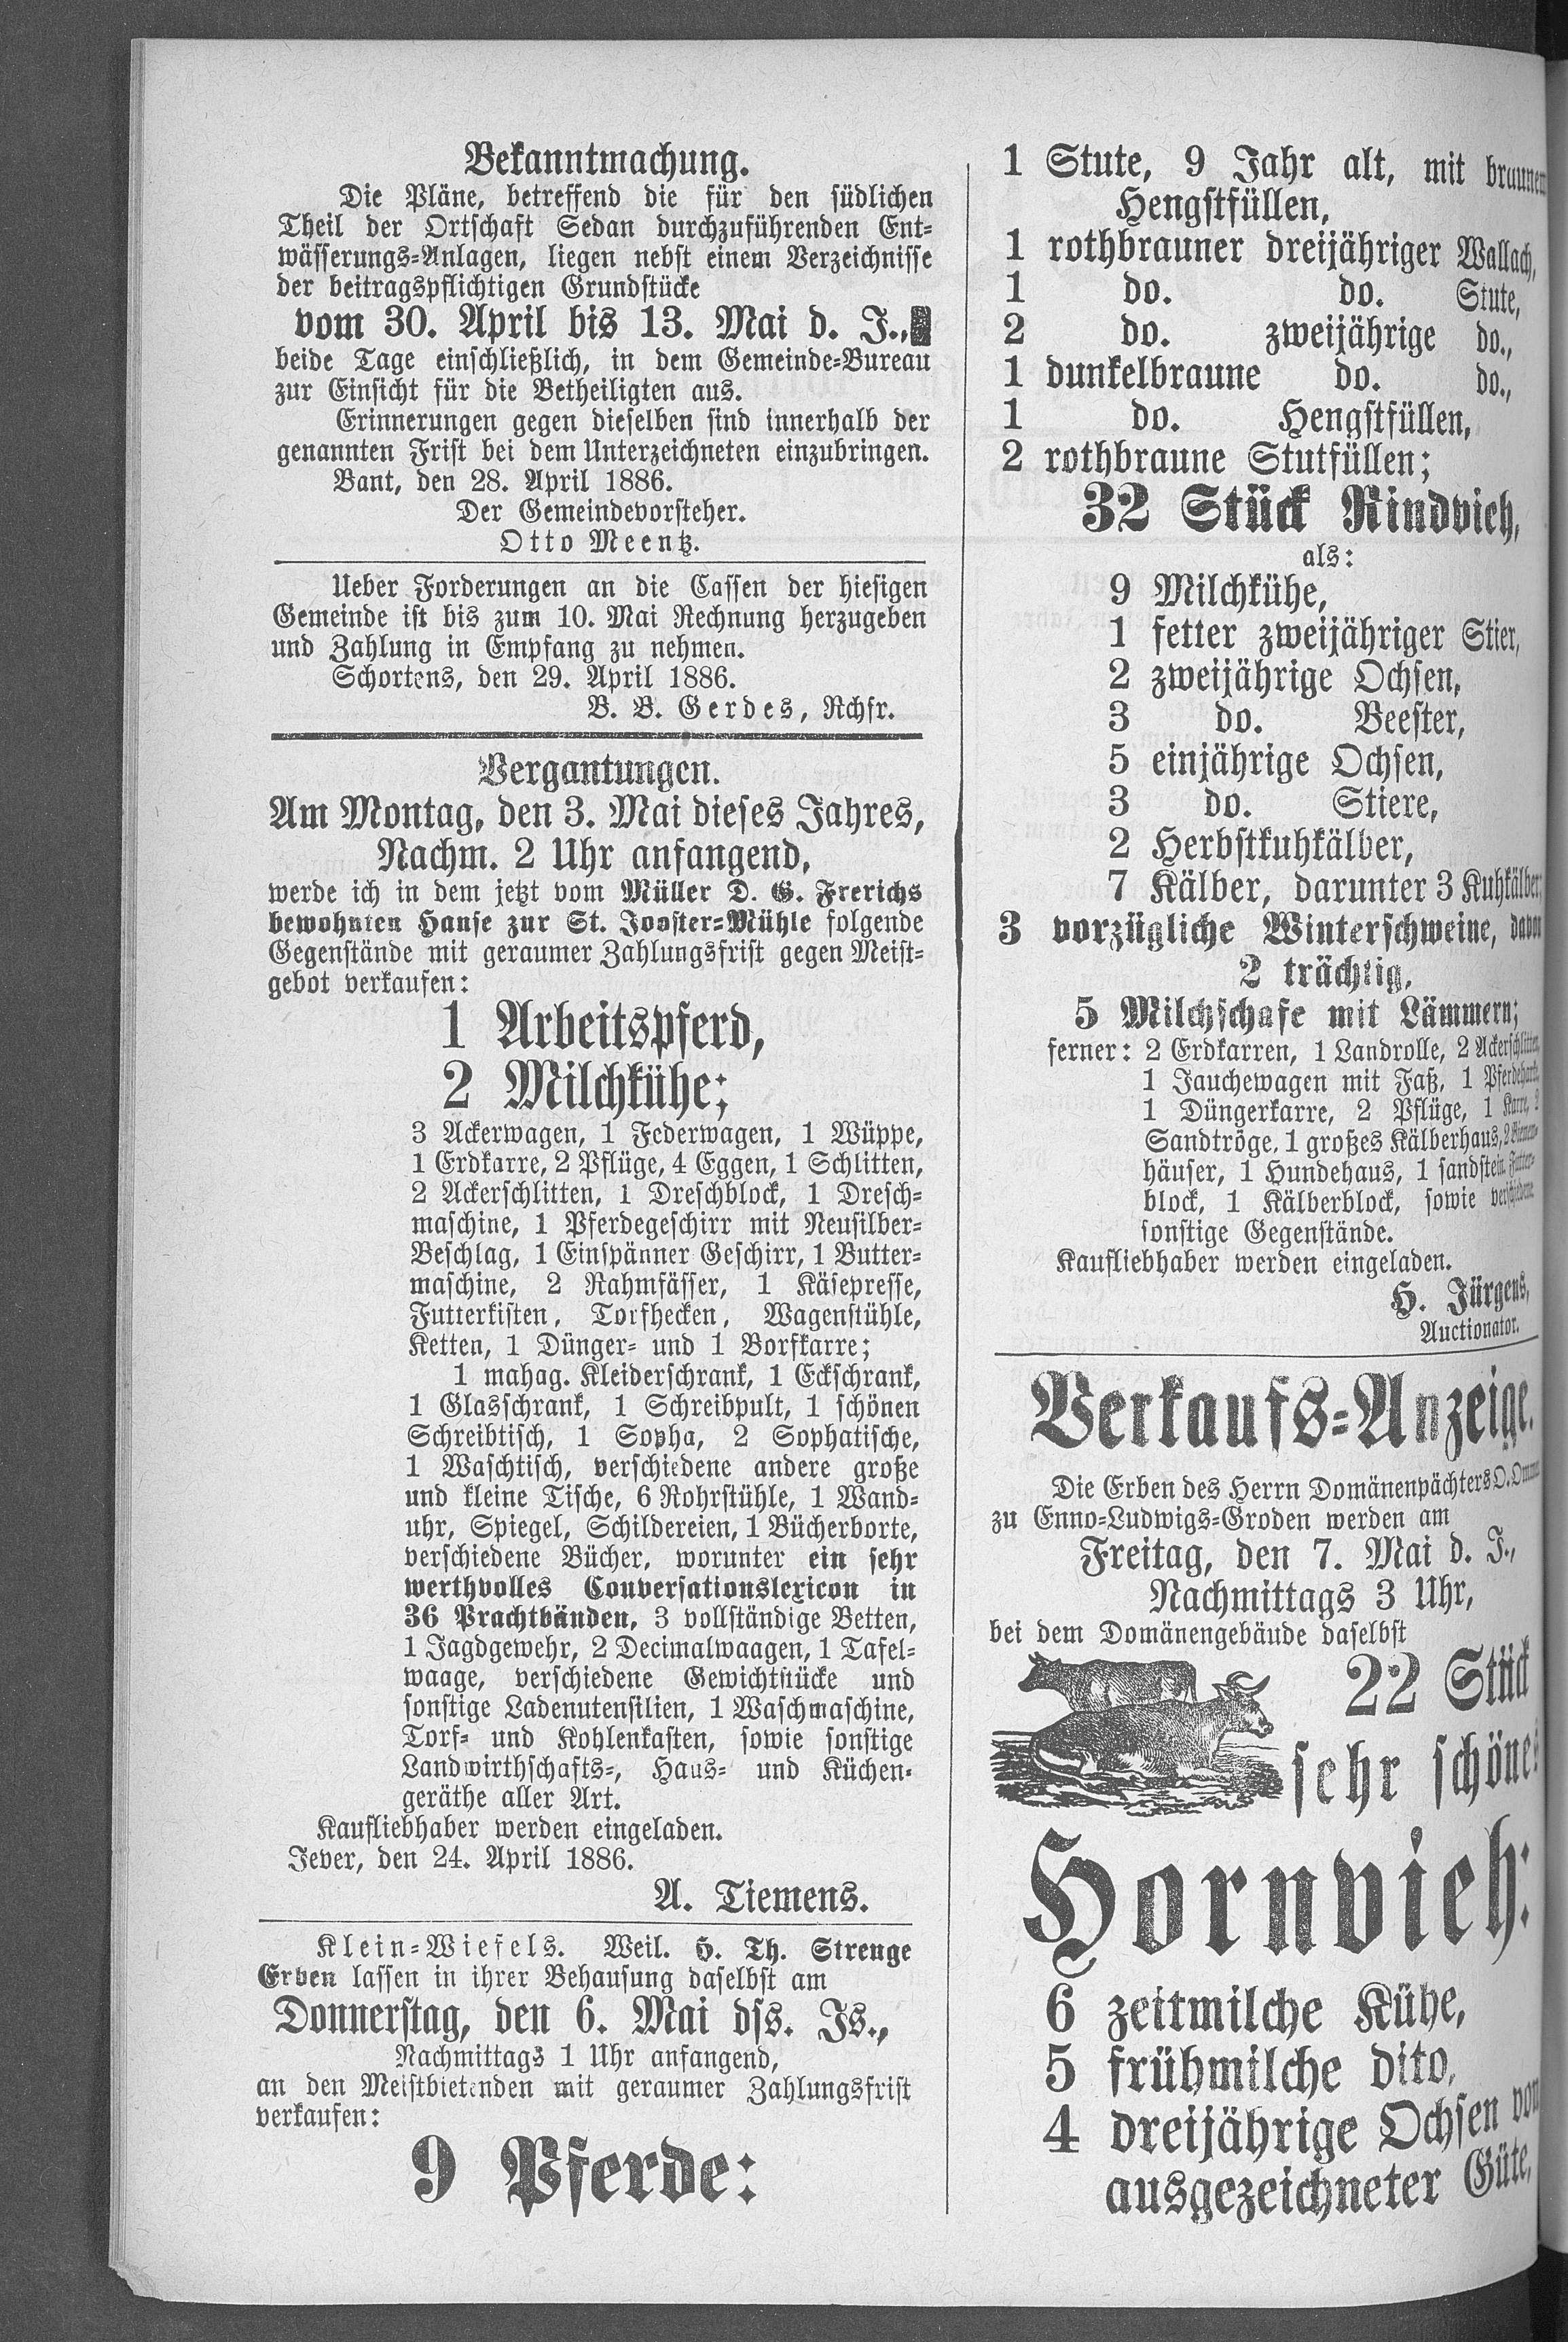 Bekanntmachung.
Die Pläne, betreffend die für den südlichen
Theil der Ortschaft Sedan durchzuführenden Ent-
wässerungs-Anlagen, liegen nebst einem Verzeichnisse
der beitragspflichtigen Grundstücke
vom 30. April bis 13. Mai d. J.,
beide Tage einschließlich, in dem Gemeinde-Bureau
zur Einsicht für die Betheiligten aus.
Erinnerungen gegen dieselben sind innerhalb der
genannten Frist bei dem Unterzeichneten einzubringen.
Bant, den 28. April 1886.
Der Gemeindevorsteher.
Otto Meentz.
Ueber Forderungen an die Cassen der hiesigen
Gemeinde ist bis zum 10. Mai Rechnung herzugeben
und Zahlung in Empfang zu nehmen.
Schortens, den 29. April 1886.
B. B. Gerdes, Rchfr.
Vergantungen.
Am Montag, den 3. Mai dieses Jahres,
Nachm. 2 Uhr anfangend,
werde ich in dem jetzt vom Müller D. G. Frerichs
bewohnten Hause zur St. Jooster-Mühle folgende
Gegenstände mit geraumer Zahlungsfrist gegen Meist-
gebot verkaufen:
1 Arbeitspferd,
2 Milchkühe;
3 Ackerwagen, 1 Federwagen, 1 Wüppe,
1 Erdkarre, 2 Pflüge, 4 Eggen, 1 Schlitten,
2 Ackerschlitten, 1 Dreschblock, 1 Dresch-
maschine, 1 Pferdegeschirr mit Neusilber-
Beschlag, 1 Einspänner Geschirr, 1 Butter-
maschine, 2 Rahmfässer, 1 Käsepresse,
Futterkisten, Torfhecken, Wagenstühle,
Ketten, 1 Dünger- und 1 Borfkarre;
1 mahag. Kleiderschrank, 1 Eckschrank,
1 Glasschrank, 1 Schreibpult, 1 schönen
Schreibtisch, 1 Sopha, 2 Sophatische,
1 Waschtisch, verschiedene andere große
und kleine Tische, 6 Rohrstühle, 1 Wand-
uhr, Spiegel, Schildereien, 1 Bücherborte,
verschiedene Bücher, worunter ein sehr
werthvolles Conversationslexicon in
36 Prachtbänden, 3 vollständige Betten,
1 Jagdgewehr, 2 Decimalwaagen, 1 Tafel-
waage, verschiedene Gewichtstücke und
sonstige Ladenutensilien, 1 Waschmaschine,
Torf- und Kohlenkasten, sowie sonstige
Landwirthschafts-, Haus- und Küchen-
geräthe aller Art.
Kaufliebhaber werden eingeladen.
Jever, den 24. April 1886.
A. Tiemens.
Klein-Wiefels. Weil. H. Th. Strenge
Erben lassen in ihrer Behausung daselbst am
Donnerstag, den 6. Mai dss. Js.,
Nachmittags 1 Uhr anfangend,
an den Meistbietenden mit geraumer Zahlungsfrist
verkaufen:
9 Pferde:
1 Stute, 9 Jahr alt, mit braunem
Hengstfüllen,
1 rothbrauner dreijähriger Wallach,
1 do. do. Stute,
2 do. zweijährige do.,
1 dunkelbraune do. do.,
1 do. Hengstfüllen,
2 rothbraune Stutfüllen;
32 Stück Rindvieh,
als:
9 Milchkühe,
1 fetter zweijähriger Stier,
2 zweijährige Ochsen,
3 do. Beester,
5 einjährige Ochsen,
3 do. Stiere,
2 Herbstkuhkälber,
7 Kälber, darunter 3 Kuhkälber;
3 vorzügliche Winterschweine, davon
2 trächtig,
5 Milchschafe mit Lämmern;
ferner: 2 Erdkarren, 1 Landrolle, 2 Ackerschlitten,
1 Jauchewagen mit Faß, 1 Pferdeharke,
1 Düngerkarre, 2 Pflüge, 1 Karre, 2
Sandtröge, 1 großes Kälberhaus, 2 Bienen-
häuser, 1 Hundehaus, 1 sandstein. Futter-
block, 1 Kälberblock, sowie verschiedene
sonstige Gegenstände.
Kaufliebhaber werden eingeladen.
H. Jürgens,
Auctionator.
Verkaufs-Anzeige.
Die Erben des Herrn Domänenpächters O.
zu Enno-Ludwigs-Groden werden am
Freitag, den 7. Mai d. J.,
Nachmittags 3 Uhr,
bei dem Domänengebäude daselbst
22 Stück
sehr schönes
Hornvieh:
6 zeitmilche Kühe,
5 frühmilche dito,
4 dreijährige Ochsen von
ausgezeichneter Güte,